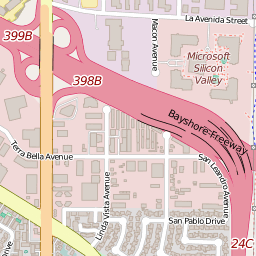 La Avenida Street
399B
Macon Avenue
Microsoft
Silicon
Valley
398B
Bayshore Freeway
Terra Bella Avenue
San Leandro Avenue
Linda Vista Avenue
San Pablo Drive
24C